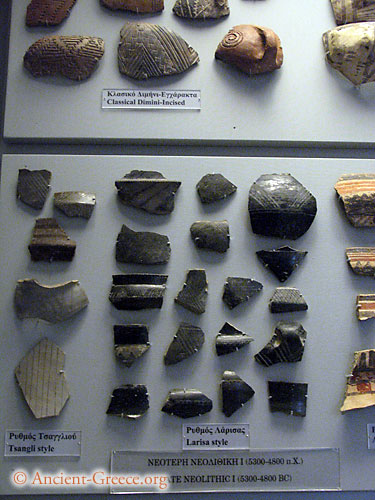 Κλασικό Διμήνι-Εγχάρακτα
Classical Dimini-Incised
Ρυθμός Τσαγγλιού
Tsangli style
Ρυθμός Λάρισας
Larisa style
ΝΕΟΤΕΡΗ ΝΕΟΛΙΘΙΚΗ Ι (5300-4800 π.Χ.)
LATE NEOLITHIC I (5300-4800 BC)
© Ancient-Greece.org